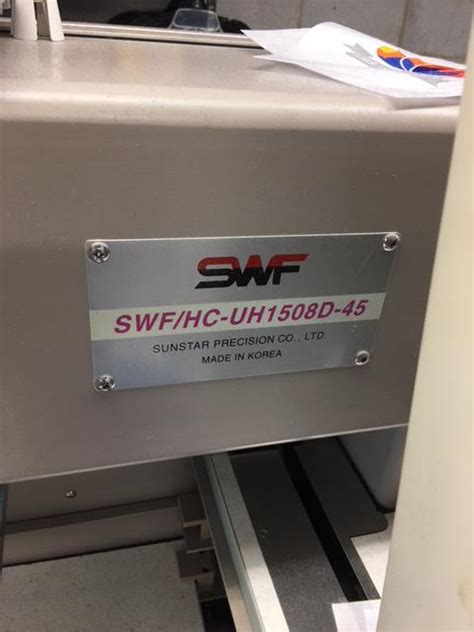 SWF
SWF/HC-UH1508D-45
SUNSTAR PRECISION CO., LTD.
MADE IN KOREA